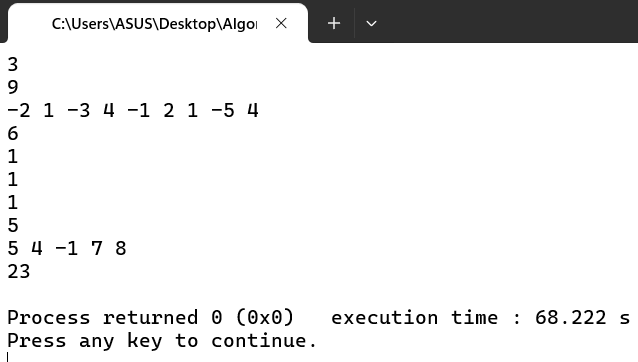 C:\Users\ASUS\Desktop\Algor
3
9
-2 1 -3 4 -1 2 1 -5 4
6
1
1
1
5
5 4 -1 7 8
23
Process returned 0 (0x0)   execution time : 68.222 s
Press any key to continue.